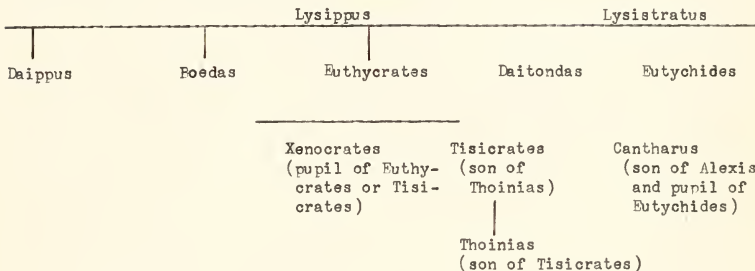 Lysippus Lysistratus
Daippus Boedas Euthycrates Daitondas Eutychides
Xenocrates Tisicrates Cantharus
(pupil of Euthy- (son of (son of Alexis
crates or Tisi- Thoinias) and pupil of
crates) Eutychides)
Thoinias
(son of Tisicrates)